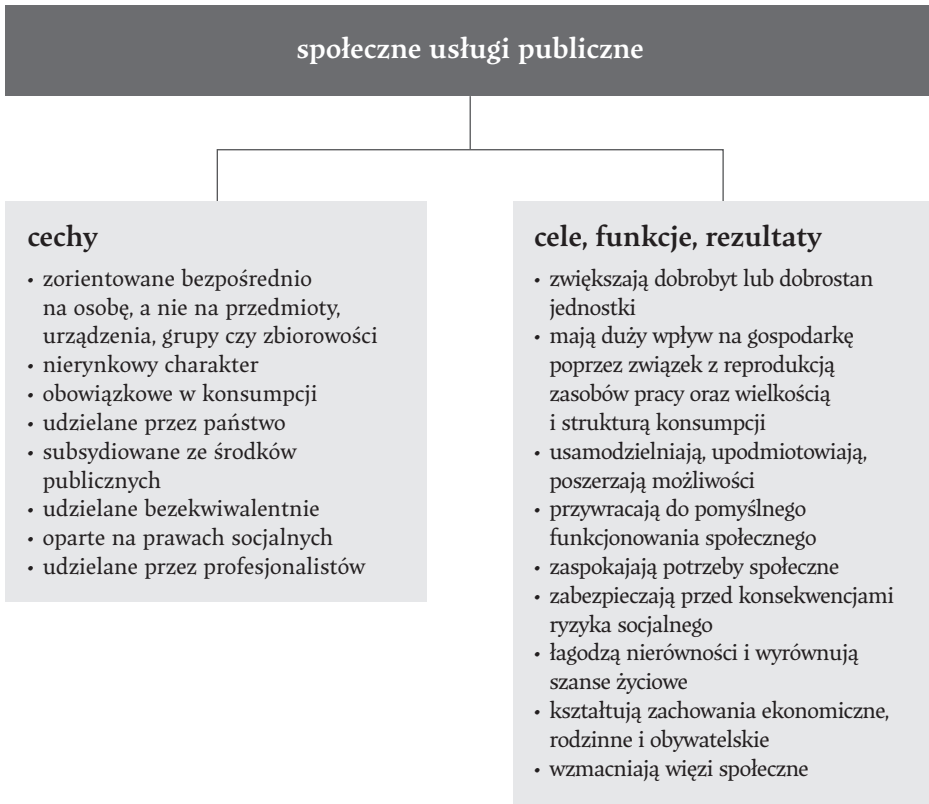 społeczne usługi publiczne
cechy
• zorientowane bezpośrednio
na osobę, a nie na przedmioty,
urządzenia, grupy czy zbiorowości
• nierynkowy charakter
• obowiązkowe w konsumpcji
• udzielane przez państwo
• subsydiowane ze środków
publicznych
• udzielane bezekwiwalentnie
• oparte na prawach socjalnych
• udzielane przez profesjonalistów
cele, funkcje, rezultaty
• zwiększają dobrobyt lub dobrostan
jednostki
• mają duży wpływ na gospodarkę
poprzez związek z reprodukcją
zasobów pracy oraz wielkością
i strukturą konsumpcji
• usamodzielniają, upodmiotowiają,
poszerzają możliwości
• przywracają do pomyślnego
funkcjonowania społecznego
• zaspokajają potrzeby społeczne
• zabezpieczają przed konsekwencjami
ryzyka socjalnego
• łagodzą nierówności i wyrównują
szanse życiowe
• kształtują zachowania ekonomiczne,
rodzinne i obywatelskie
• wzmacniają więzi społeczne